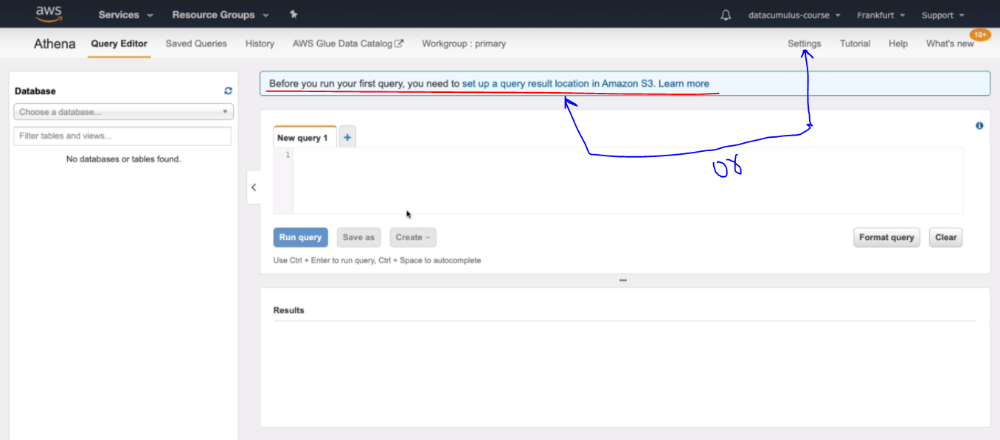 aws Services Resource Groups datacumulus-course Frankfurt Support
Athena Query Editor Saved Queries History AWS Glue Data Catalog Workgroup : primary Settings Tutorial Help What's new 10+
Database
Choose a database...
Filter tables and views...
No databases or tables found.
Before you run your first query, you need to set up a query result location in Amazon S3. Learn more
New query 1 +
1
or
Run query Save as Create Format query Clear
Use Ctrl + Enter to run query, Ctrl + Space to autocomplete
Results